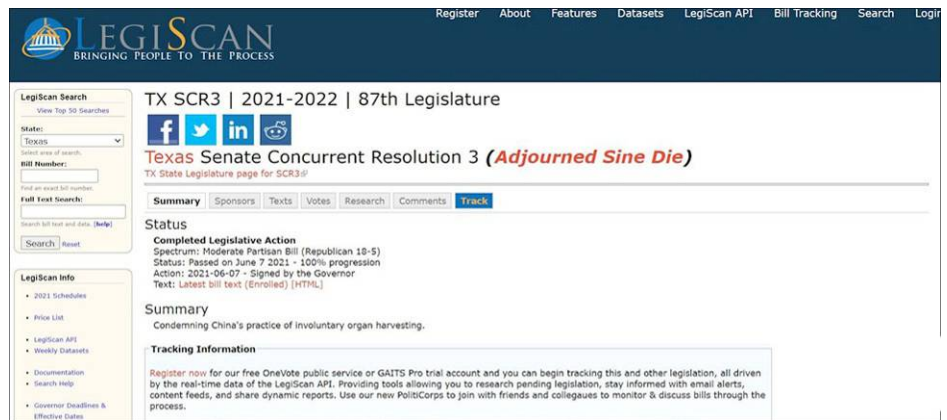 Register About Features Datasets LegiScan API Bill Tracking Search Login
LEGISCAN
BRINGING PEOPLE TO THE PROCESS
LegiScan Search
View Top 50 Searches
State:
Texas
Select area of search.
Bill Number:
Find an exact bill number.
Full Text Search:
Search bill text and data. [help]
Search Reset
LegiScan Info
• 2021 Schedules
• Price List
• LegiScan API
• Weekly Datasets
• Documentation
• Search Help
• Governor Deadlines &
Effective Dates
TX SCR3 | 2021-2022 | 87th Legislature
Texas Senate Concurrent Resolution 3 (Adjourned Sine Die)
TX State Legislature page for SCR3
Summary Sponsors Texts Votes Research Comments Track
Status
Completed Legislative Action
Spectrum: Moderate Partisan Bill (Republican 18-5)
Status: Passed on June 7 2021 - 100% progression
Action: 2021-06-07 - Signed by the Governor
Text: Latest bill text (Enrolled) [HTML]
Summary
Condemning China's practice of involuntary organ harvesting.
Tracking Information
Register now for our free OneVote public service or GAITS Pro trial account and you can begin tracking this and other legislation, all driven
by the real-time data of the LegiScan API. Providing tools allowing you to research pending legislation, stay informed with email alerts,
content feeds, and share dynamic reports. Use our new PolitiCorps to join with friends and collegaues to monitor & discuss bills through the
process.